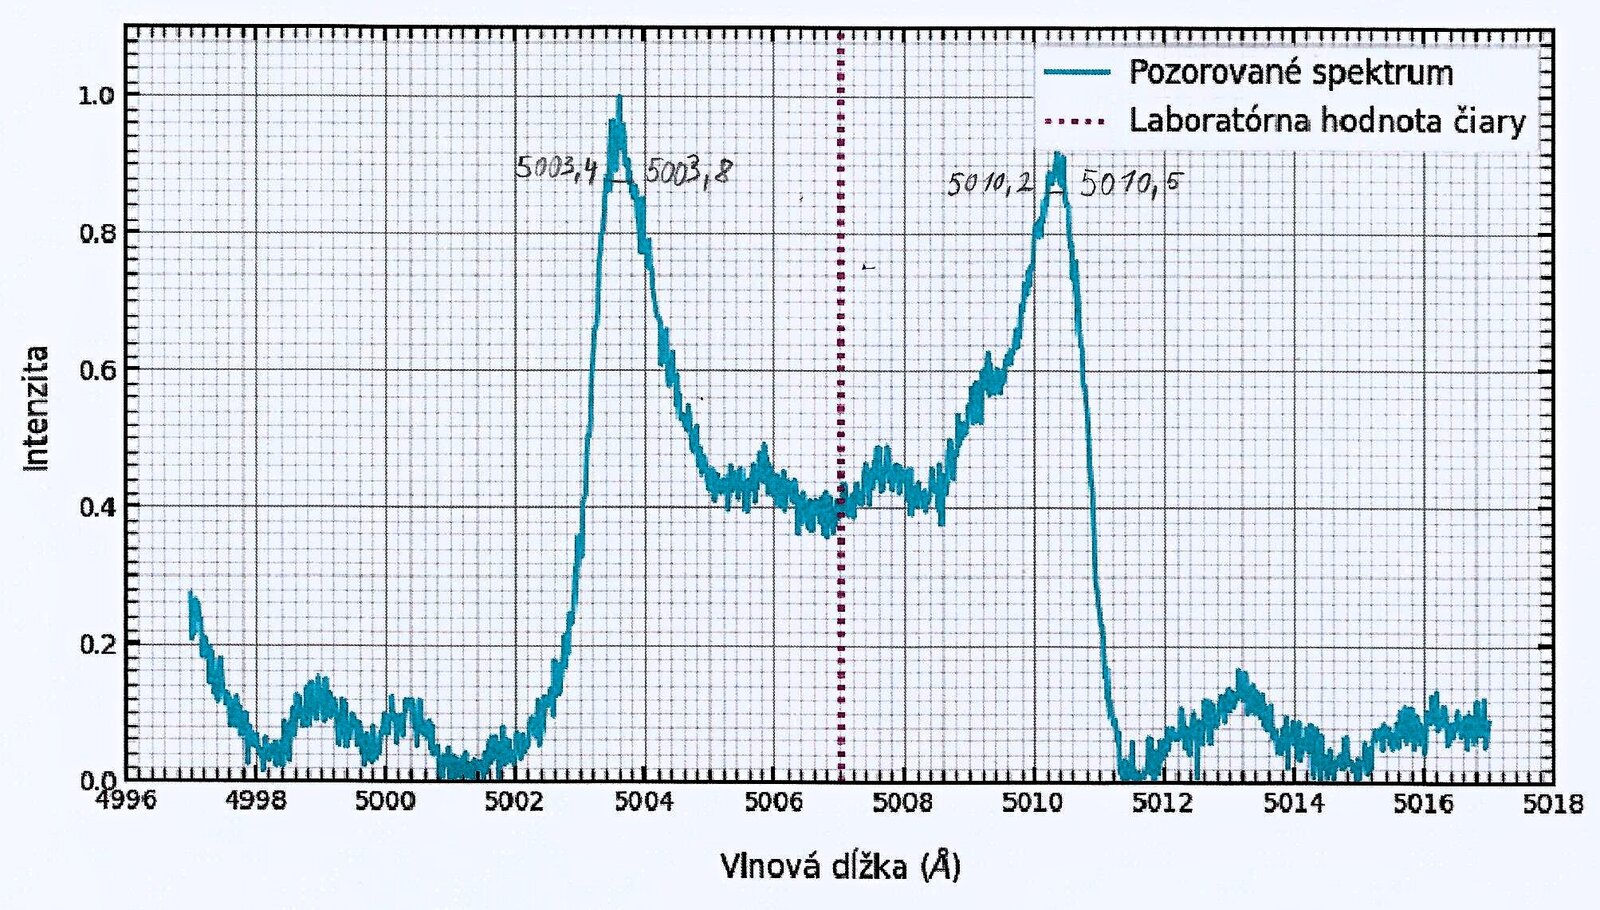 Pozorované spektrum
Laboratórna hodnota čiary
1.0
0.8
0.6
0.4
0.2
0.0
Intenzita
5003,4
5003,8
5010,2
5010,5
4996 4998 5000 5002 5004 5006 5008 5010 5012 5014 5016 5018
Vlnová dĺžka (Å)